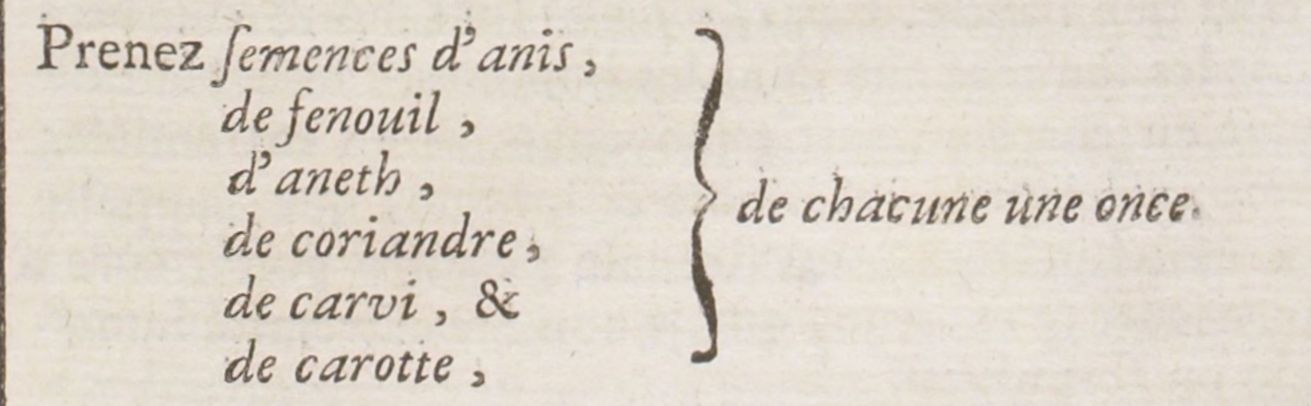 Prenez ſemences d'anis,
de fenouil,
d'aneth,
de coriandre,
de carvi, &
de carotte,
de chacune une once.